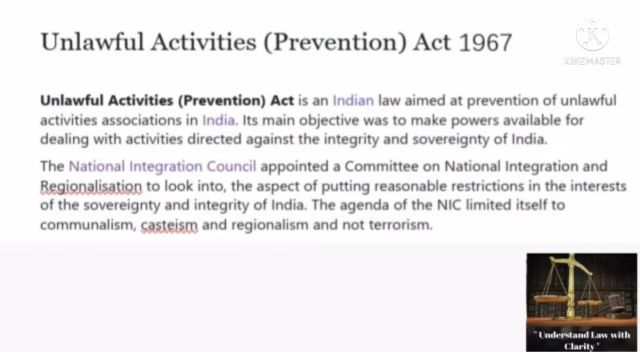 Unlawful Activities (Prevention) Act 1967
KINEMASTER
Unlawful Activities (Prevention) Act is an Indian law aimed at prevention of unlawful
activities associations in India. Its main objective was to make powers available for
dealing with activities directed against the integrity and sovereignty of India.
The National Integration Council appointed a Committee on National Integration and
Regionalisation to look into, the aspect of putting reasonable restrictions in the interests
of the sovereignty and integrity of India. The agenda of the NIC limited itself to
communalism, casteism and regionalism and not terrorism.
" Understand Law with
Clarity "